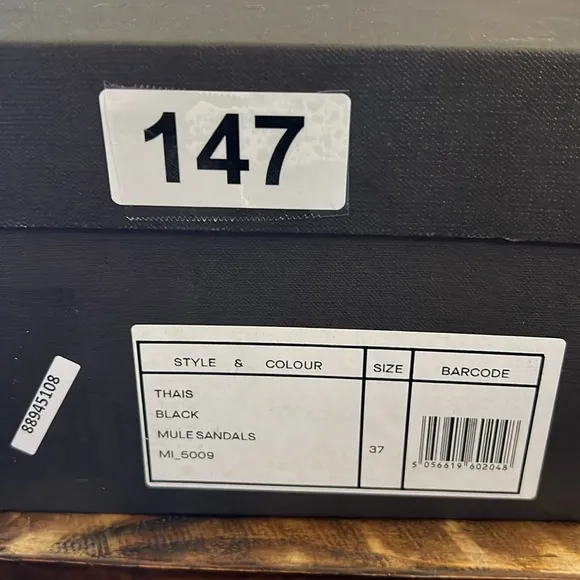 147
88945108
STYLE & COLOUR SIZE BARCODE
THAIS
BLACK
MULE SANDALS
MI_5009
37
5 056619 602048